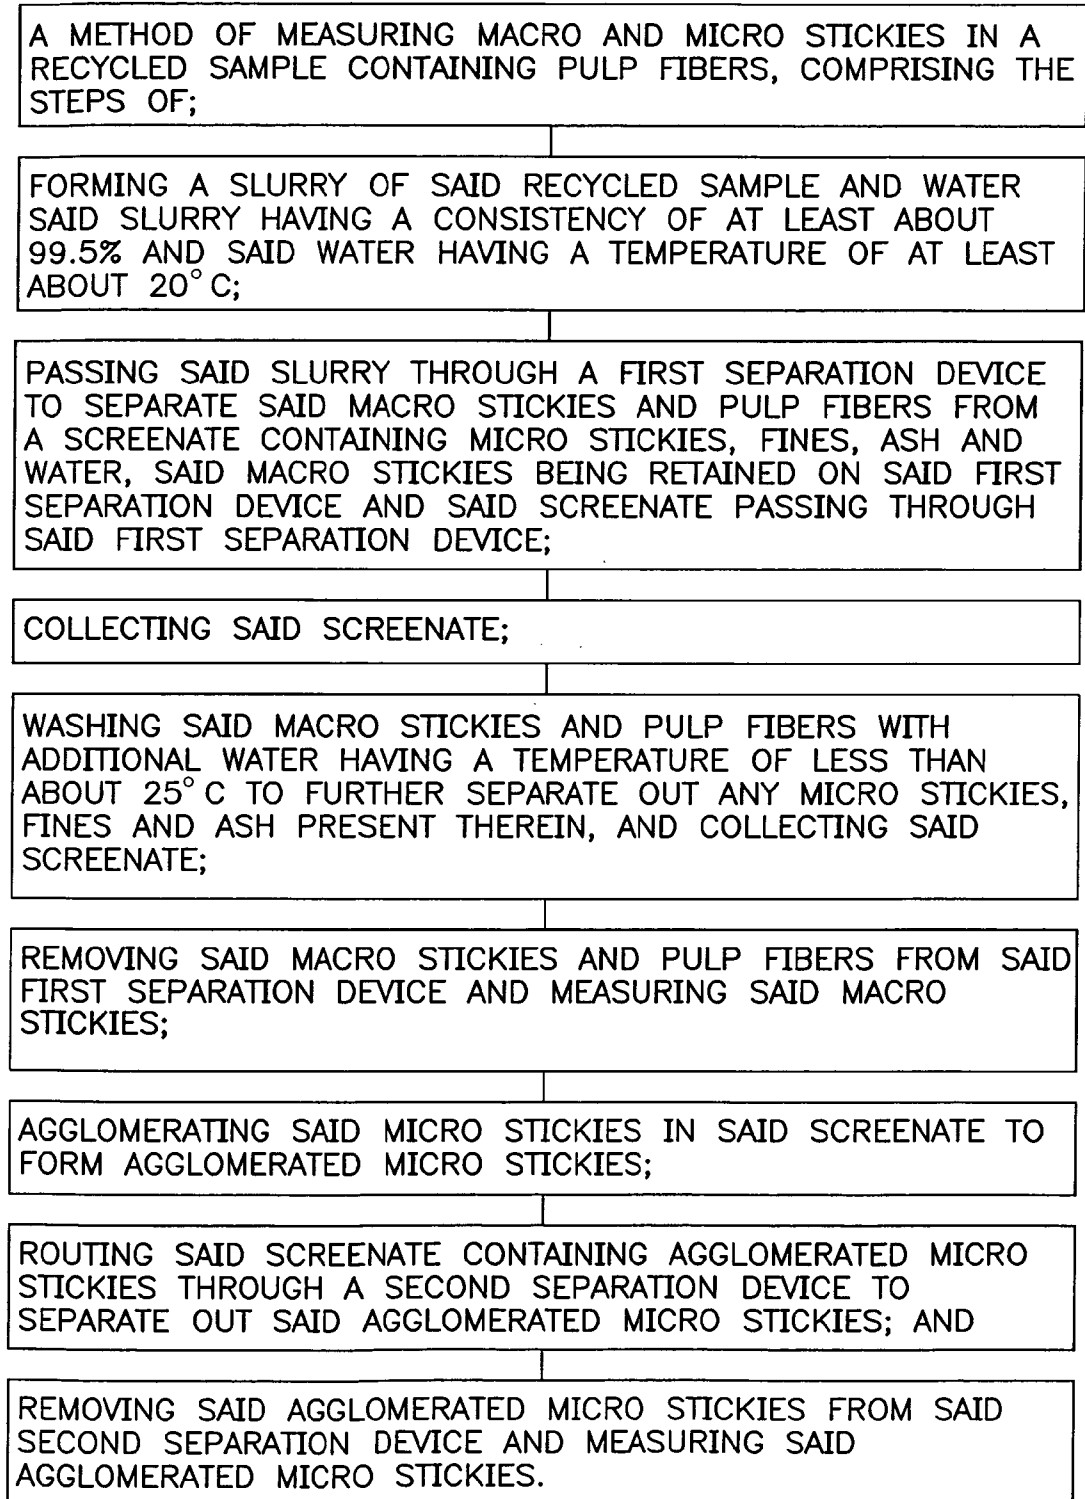 A METHOD OF MEASURING MACRO AND MICRO STICKIES IN A
RECYCLED SAMPLE CONTAINING PULP FIBERS, COMPRISING THE
STEPS OF;
FORMING A SLURRY OF SAID RECYCLED SAMPLE AND WATER
SAID SLURRY HAVING A CONSISTENCY OF AT LEAST ABOUT
99.5% AND SAID WATER HAVING A TEMPERATURE OF AT LEAST
ABOUT 20° C;
PASSING SAID SLURRY THROUGH A FIRST SEPARATION DEVICE
TO SEPARATE SAID MACRO STICKIES AND PULP FIBERS FROM
A SCREENATE CONTAINING MICRO STICKIES, FINES, ASH AND
WATER, SAID MACRO STICKIES BEING RETAINED ON SAID FIRST
SEPARATION DEVICE AND SAID SCREENATE PASSING THROUGH
SAID FIRST SEPARATION DEVICE;
COLLECTING SAID SCREENATE;
WASHING SAID MACRO STICKIES AND PULP FIBERS WITH
ADDITIONAL WATER HAVING A TEMPERATURE OF LESS THAN
ABOUT 25° C TO FURTHER SEPARATE OUT ANY MICRO STICKIES,
FINES AND ASH PRESENT THEREIN, AND COLLECTING SAID
SCREENATE;
REMOVING SAID MACRO STICKIES AND PULP FIBERS FROM SAID
FIRST SEPARATION DEVICE AND MEASURING SAID MACRO
STICKIES;
AGGLOMERATING SAID MICRO STICKIES IN SAID SCREENATE TO
FORM AGGLOMERATED MICRO STICKIES;
ROUTING SAID SCREENATE CONTAINING AGGLOMERATED MICRO
STICKIES THROUGH A SECOND SEPARATION DEVICE TO
SEPARATE OUT SAID AGGLOMERATED MICRO STICKIES; AND
REMOVING SAID AGGLOMERATED MICRO STICKIES FROM SAID
SECOND SEPARATION DEVICE AND MEASURING SAID
AGGLOMERATED MICRO STICKIES.